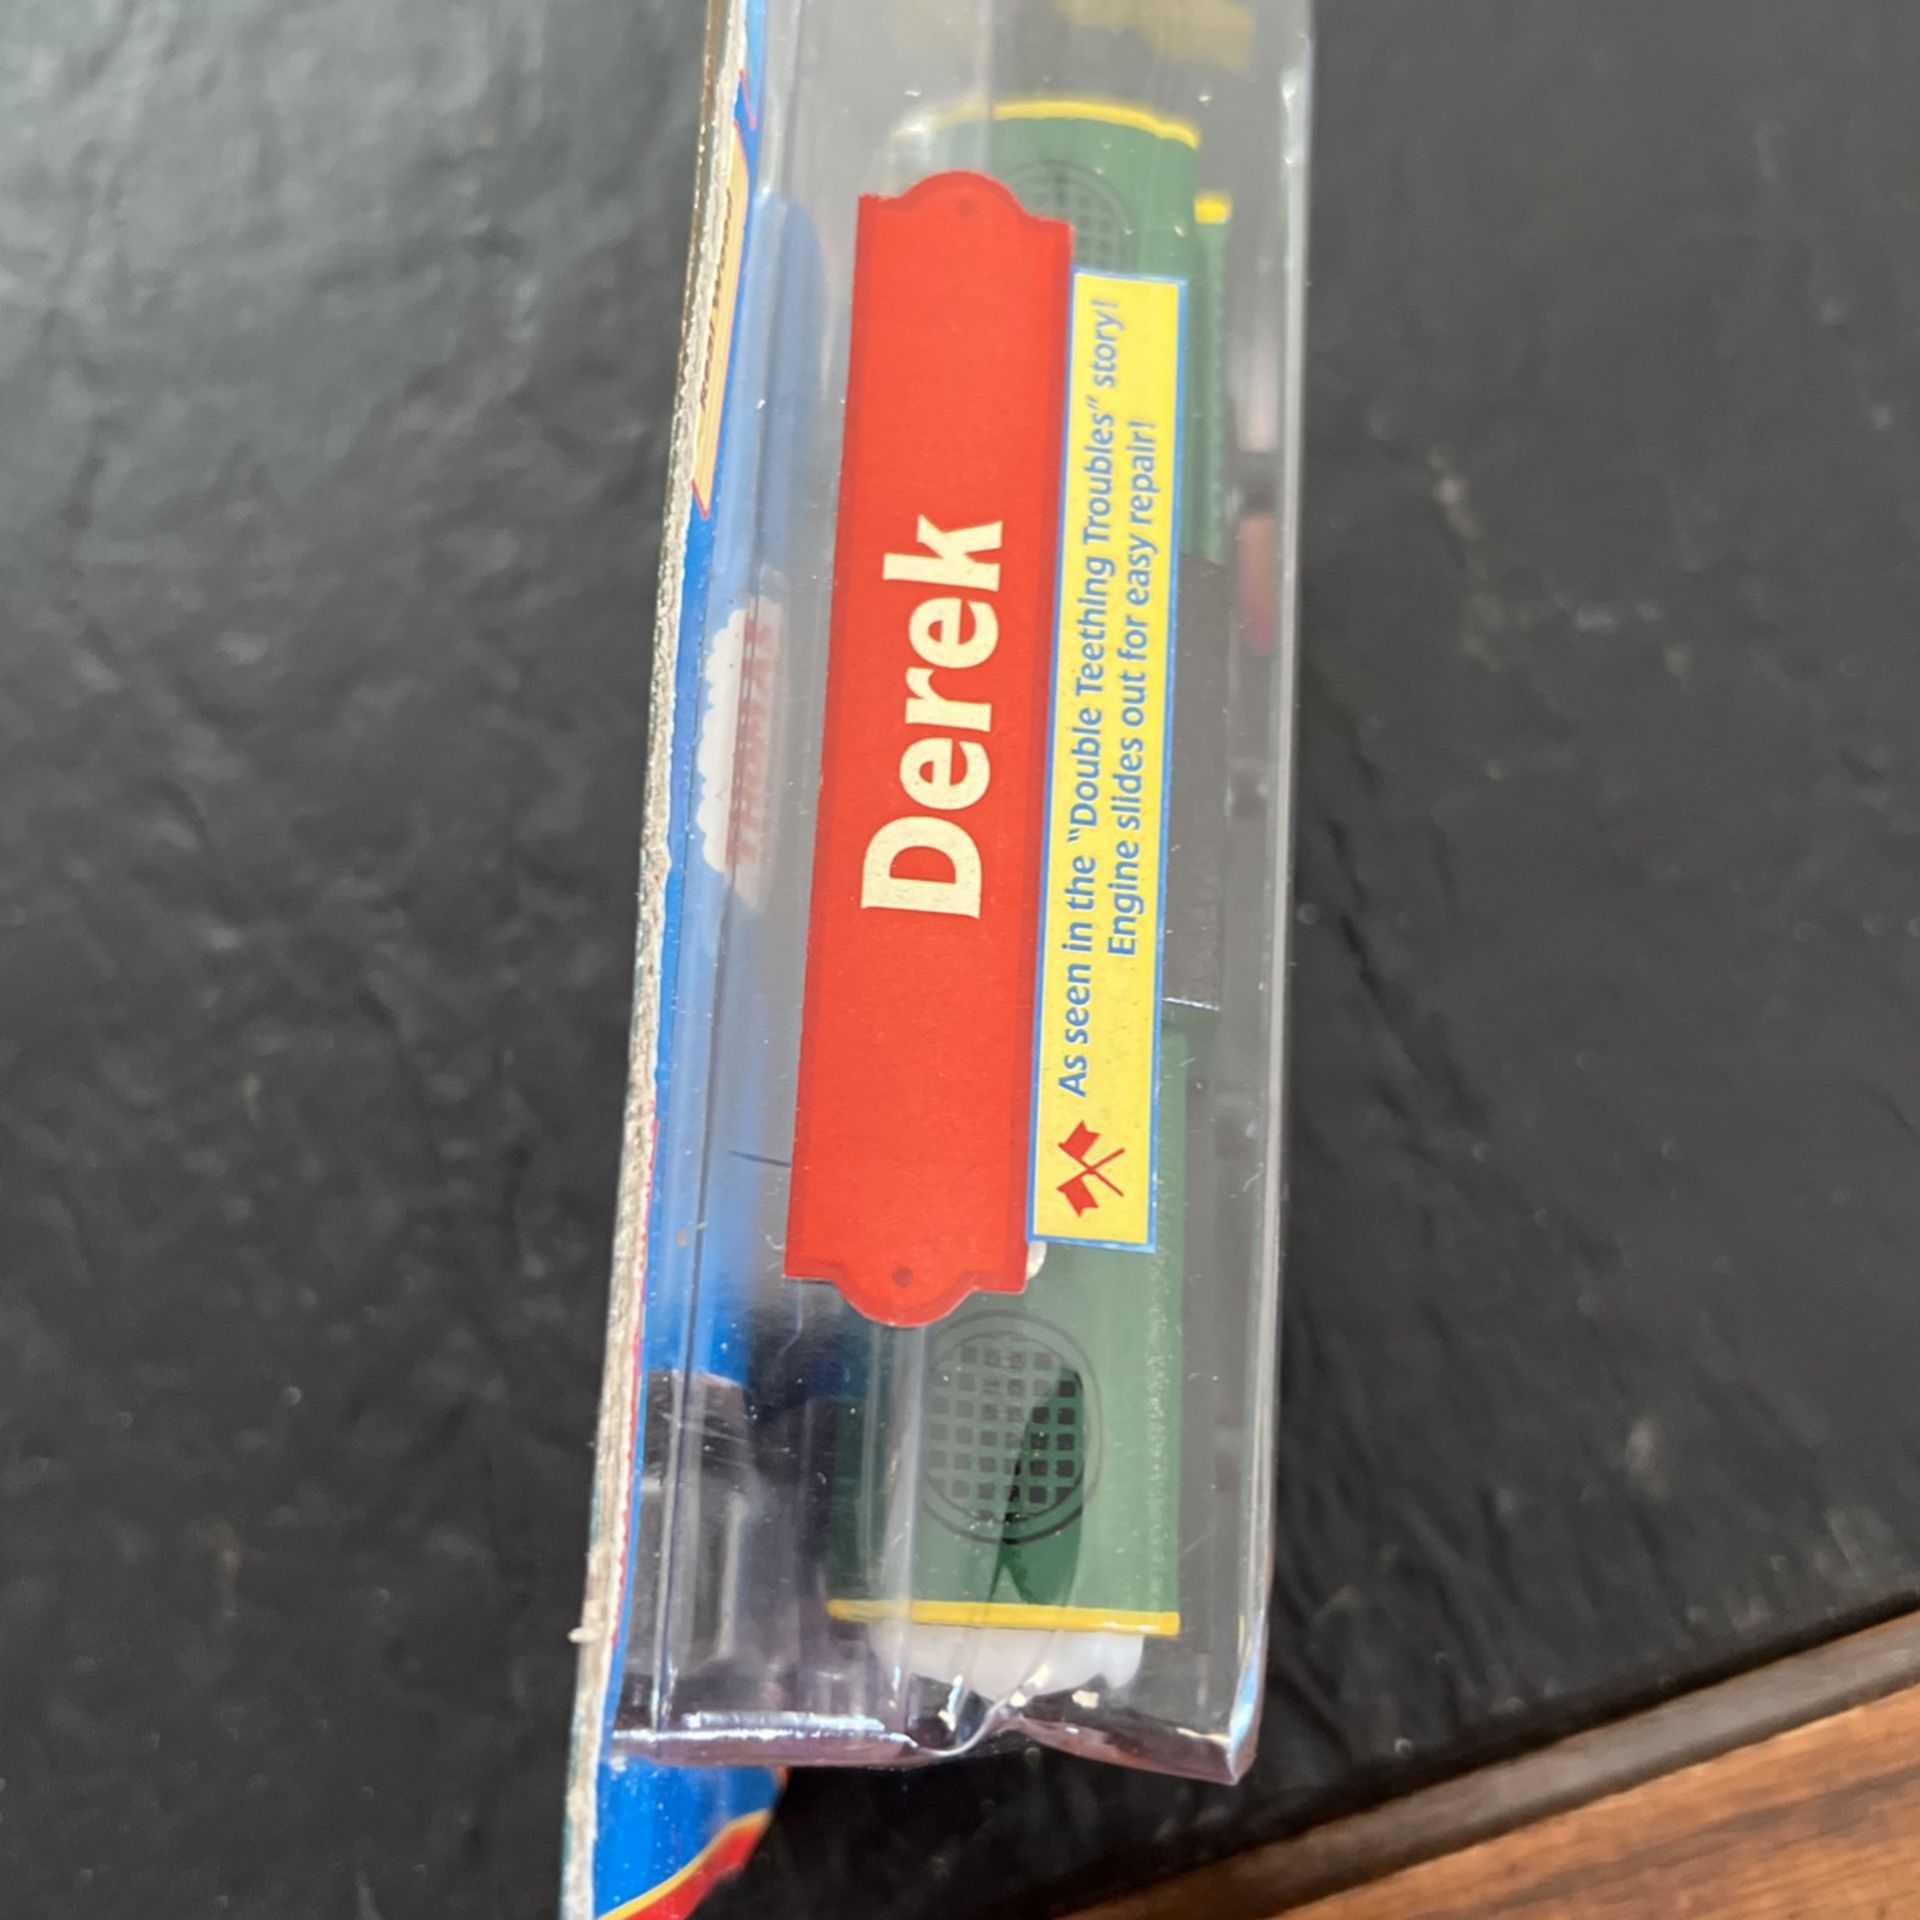 Derek
As seen in the "Double Teething Troubles" story!
Engine slides out for easy repair!